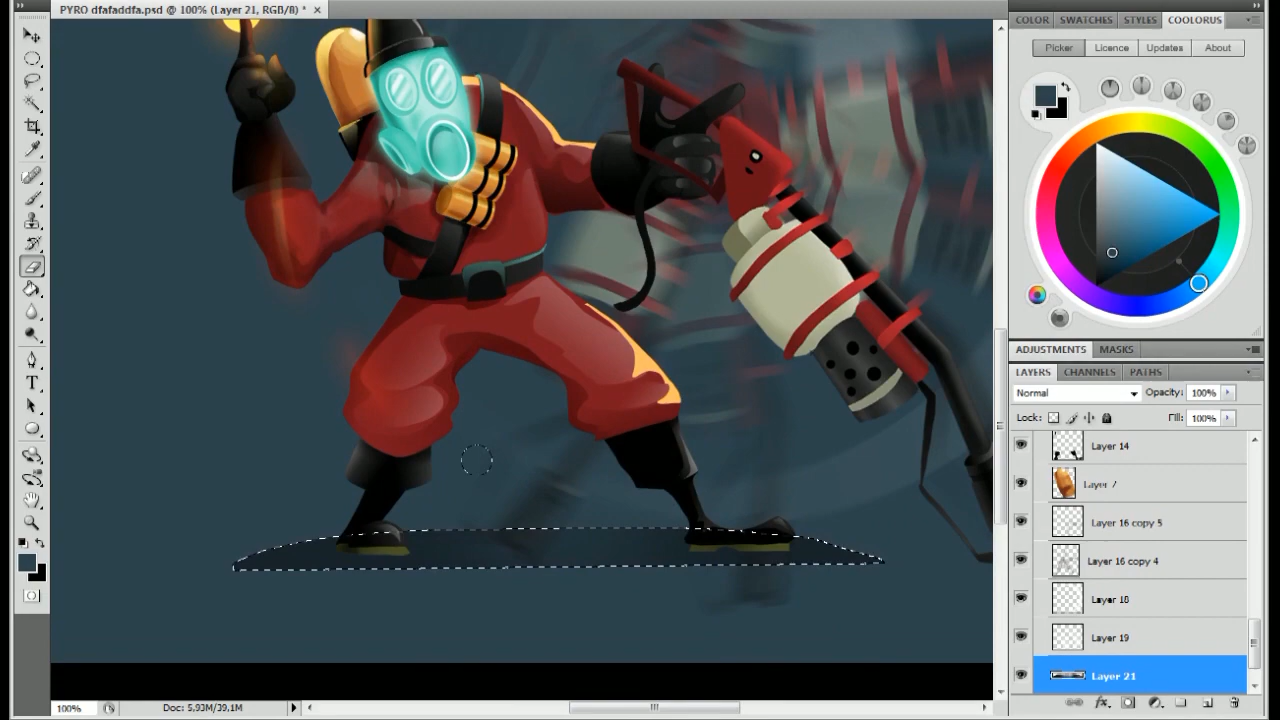 PYRO dfafaddfa.psd @ 100% (Layer 21, RGB/8) *
COLOR SWATCHES STYLES COOLORUS
Picker Licence Updates About
ADJUSTMENTS MASKS
LAYERS CHANNELS PATHS
Normal Opacity: 100%
Lock: Fill: 100%
Layer 14
Layer 7
Layer 16 copy 5
Layer 16 copy 4
Layer 18
Layer 19
Layer 21
100% Doc: 5,93M/39,1M